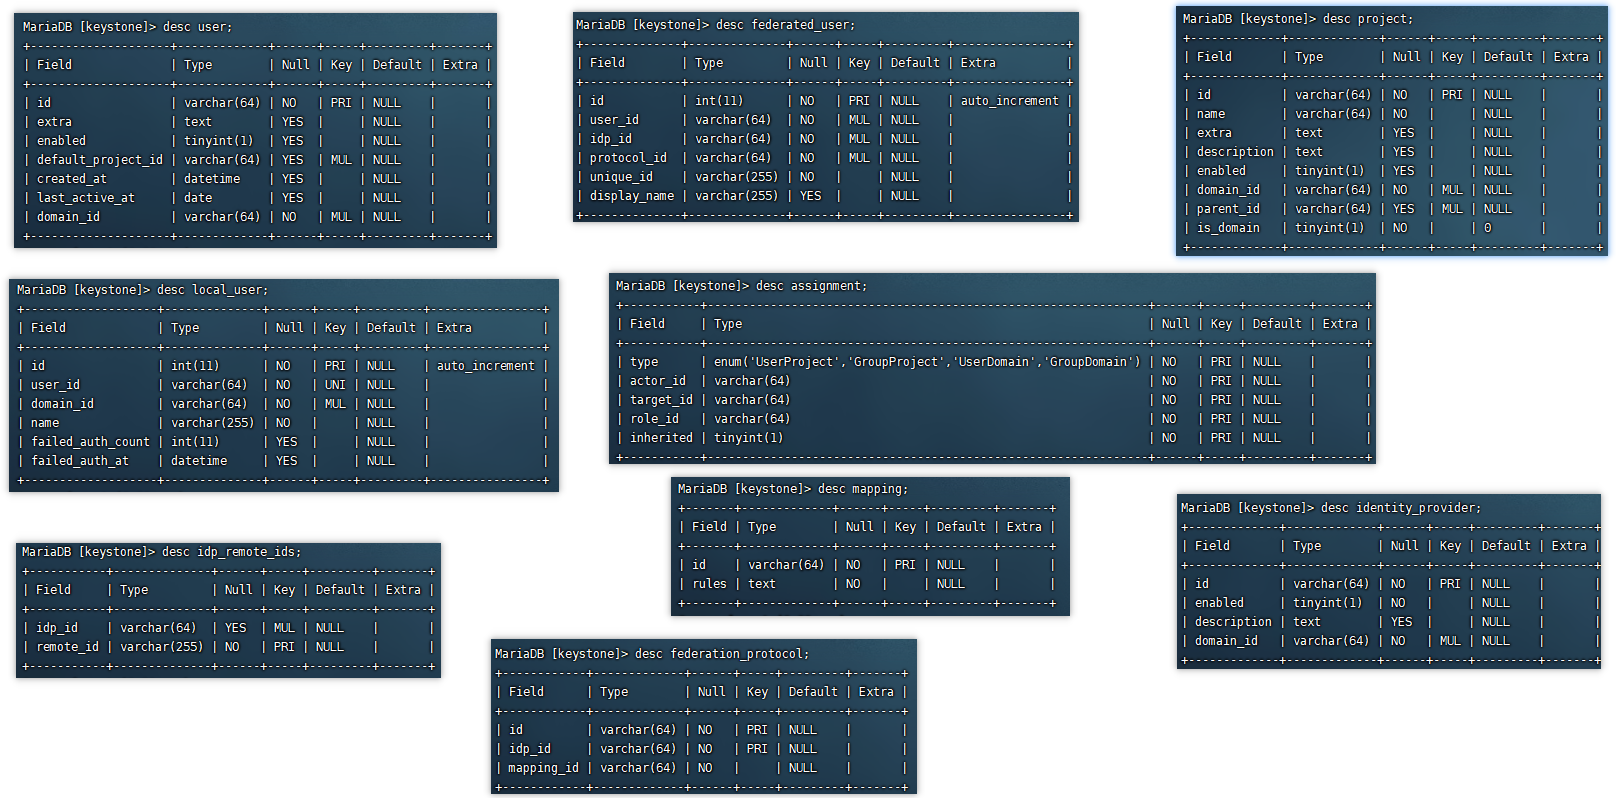 MariaDB [keystone]> desc user;
+--------------------+-------------+------+-----+---------+-------+
| Field              | Type        | Null | Key | Default | Extra |
+--------------------+-------------+------+-----+---------+-------+
| id                 | varchar(64) | NO   | PRI | NULL    |       |
| extra              | text        | YES  |     | NULL    |       |
| enabled            | tinyint(1)  | YES  |     | NULL    |       |
| default_project_id | varchar(64) | YES  | MUL | NULL    |       |
| created_at         | datetime    | YES  |     | NULL    |       |
| last_active_at     | date        | YES  |     | NULL    |       |
| domain_id          | varchar(64) | NO   | MUL | NULL    |       |
+--------------------+-------------+------+-----+---------+-------+
MariaDB [keystone]> desc federated_user;
+--------------+--------------+------+-----+---------+----------------+
| Field        | Type         | Null | Key | Default | Extra          |
+--------------+--------------+------+-----+---------+----------------+
| id           | int(11)      | NO   | PRI | NULL    | auto_increment |
| user_id      | varchar(64)  | NO   | MUL | NULL    |                |
| idp_id       | varchar(64)  | NO   | MUL | NULL    |                |
| protocol_id  | varchar(64)  | NO   | MUL | NULL    |                |
| unique_id    | varchar(255) | NO   |     | NULL    |                |
| display_name | varchar(255) | YES  |     | NULL    |                |
+--------------+--------------+------+-----+---------+----------------+
MariaDB [keystone]> desc project;
+-------------+-------------+------+-----+---------+-------+
| Field       | Type        | Null | Key | Default | Extra |
+-------------+-------------+------+-----+---------+-------+
| id          | varchar(64) | NO   | PRI | NULL    |       |
| name        | varchar(64) | NO   |     | NULL    |       |
| extra       | text        | YES  |     | NULL    |       |
| description | text        | YES  |     | NULL    |       |
| enabled     | tinyint(1)  | YES  |     | NULL    |       |
| domain_id   | varchar(64) | NO   | MUL | NULL    |       |
| parent_id   | varchar(64) | YES  | MUL | NULL    |       |
| is_domain   | tinyint(1)  | NO   |     | 0       |       |
+-------------+-------------+------+-----+---------+-------+
MariaDB [keystone]> desc local_user;
+-------------------+--------------+------+-----+---------+----------------+
| Field             | Type         | Null | Key | Default | Extra          |
+-------------------+--------------+------+-----+---------+----------------+
| id                | int(11)      | NO   | PRI | NULL    | auto_increment |
| user_id           | varchar(64)  | NO   | UNI | NULL    |                |
| domain_id         | varchar(64)  | NO   | MUL | NULL    |                |
| name              | varchar(255) | NO   |     | NULL    |                |
| failed_auth_count | int(11)      | YES  |     | NULL    |                |
| failed_auth_at    | datetime     | YES  |     | NULL    |                |
+-------------------+--------------+------+-----+---------+----------------+
MariaDB [keystone]> desc assignment;
+-----------+---------------------------------------------------------------+------+-----+---------+-------+
| Field     | Type                                                          | Null | Key | Default | Extra |
+-----------+---------------------------------------------------------------+------+-----+---------+-------+
| type      | enum('UserProject','GroupProject','UserDomain','GroupDomain') | NO   | PRI | NULL    |       |
| actor_id  | varchar(64)                                                   | NO   | PRI | NULL    |       |
| target_id | varchar(64)                                                   | NO   | PRI | NULL    |       |
| role_id   | varchar(64)                                                   | NO   | PRI | NULL    |       |
| inherited | tinyint(1)                                                    | NO   | PRI | NULL    |       |
+-----------+---------------------------------------------------------------+------+-----+---------+-------+
MariaDB [keystone]> desc mapping;
+-------+-------------+------+-----+---------+-------+
| Field | Type        | Null | Key | Default | Extra |
+-------+-------------+------+-----+---------+-------+
| id    | varchar(64) | NO   | PRI | NULL    |       |
| rules | text        | NO   |     | NULL    |       |
+-------+-------------+------+-----+---------+-------+
MariaDB [keystone]> desc identity_provider;
+-------------+-------------+------+-----+---------+-------+
| Field       | Type        | Null | Key | Default | Extra |
+-------------+-------------+------+-----+---------+-------+
| id          | varchar(64) | NO   | PRI | NULL    |       |
| enabled     | tinyint(1)  | NO   |     | NULL    |       |
| description | text        | YES  |     | NULL    |       |
| domain_id   | varchar(64) | NO   | MUL | NULL    |       |
+-------------+-------------+------+-----+---------+-------+
MariaDB [keystone]> desc idp_remote_ids;
+-----------+--------------+------+-----+---------+-------+
| Field     | Type         | Null | Key | Default | Extra |
+-----------+--------------+------+-----+---------+-------+
| idp_id    | varchar(64)  | YES  | MUL | NULL    |       |
| remote_id | varchar(255) | NO   | PRI | NULL    |       |
+-----------+--------------+------+-----+---------+-------+
MariaDB [keystone]> desc federation_protocol;
+------------+-------------+------+-----+---------+-------+
| Field      | Type        | Null | Key | Default | Extra |
+------------+-------------+------+-----+---------+-------+
| id         | varchar(64) | NO   | PRI | NULL    |       |
| idp_id     | varchar(64) | NO   | PRI | NULL    |       |
| mapping_id | varchar(64) | NO   |     | NULL    |       |
+------------+-------------+------+-----+---------+-------+